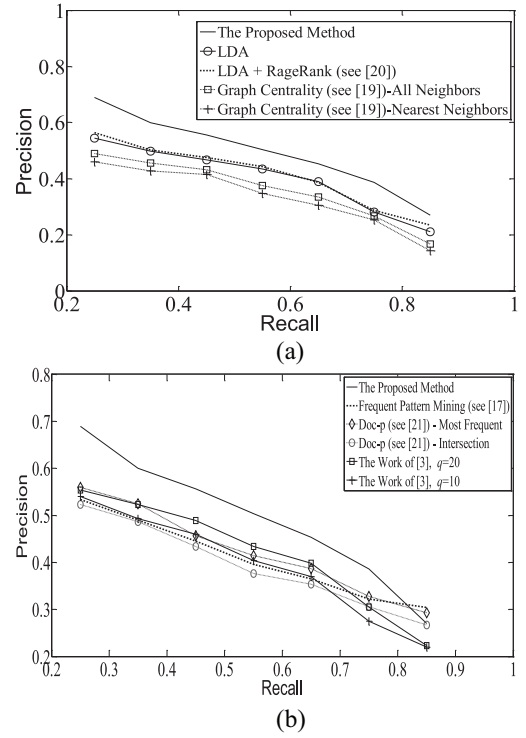 1
The Proposed Method
LDA
LDA + RageRank (see [20])
Graph Centrality (see [19])-All Neighbors
Graph Centrality (see [19])-Nearest Neighbors
0.8
0.6
0.4
0.2
0
Precision
0.2 0.4 0.6 0.8 1
Recall
(a)
0.8
The Proposed Method
Frequent Pattern Mining (see [17])
Doc-p (see [21]) - Most Frequent
Doc-p (see [21]) - Intersection
The Work of [3], q=20
The Work of [3], q=10
0.7
0.6
0.5
0.4
0.3
0.2
Precision
0.2 0.3 0.4 0.5 0.6 0.7 0.8 0.9 1
Recall
(b)